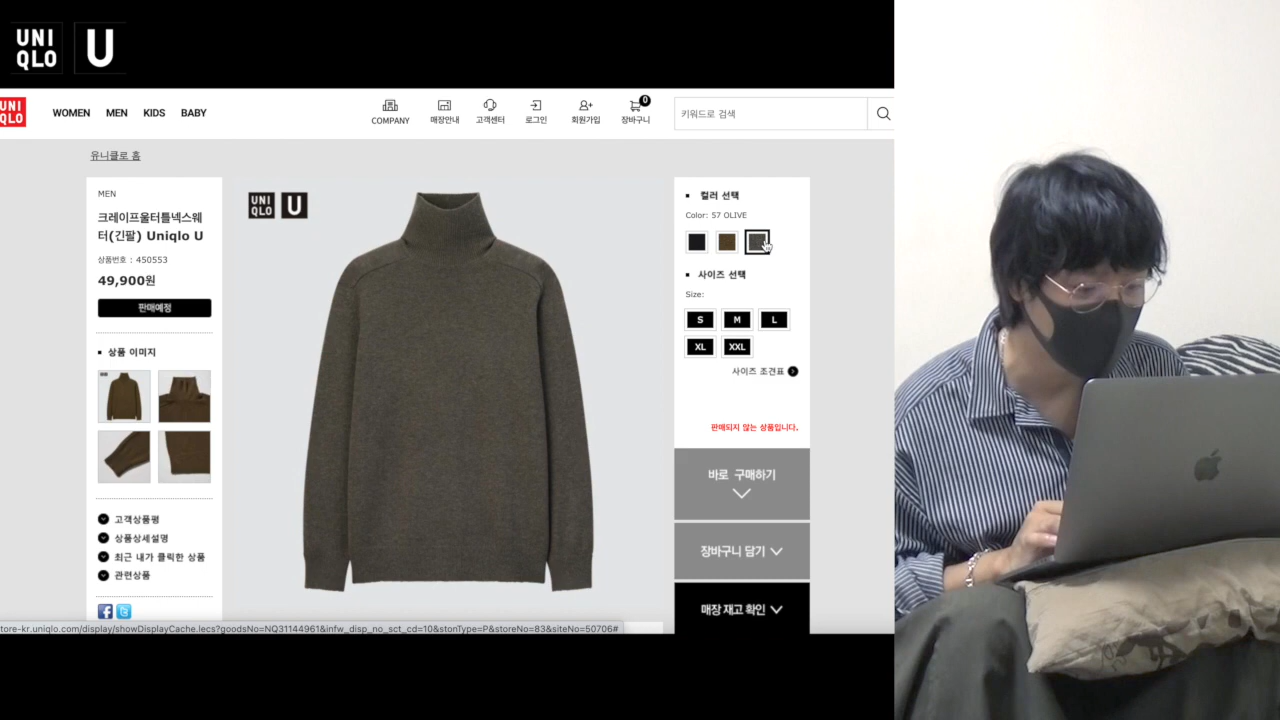 UNI
QLO
U
UNI
QLO
WOMEN MEN KIDS BABY
COMPANY 매장안내 고객센터 로그인 회원가입 장바구니
0
키워드로 검색
유니클로 홈
MEN
크레이프울터틀넥스웨
터(긴팔) Uniqlo U
상품번호 : 450553
49,900원
판매예정
상품 이미지
고객상품평
상품상세설명
최근 내가 클릭한 상품
관련상품
UNI
QLO
U
컬러 선택
Color: 57 OLIVE
사이즈 선택
Size:
S M L
XL XXL
사이즈 조견표
판매되지 않는 상품입니다.
바로 구매하기
장바구니 담기
매장 재고 확인
tore-kr.uniqlo.com/display/showDisplayCache.lecs?goodsNo=NQ31144961&infw_disp_no_sct_cd=10&stonType=P&storeNo=83&siteNo=50706#